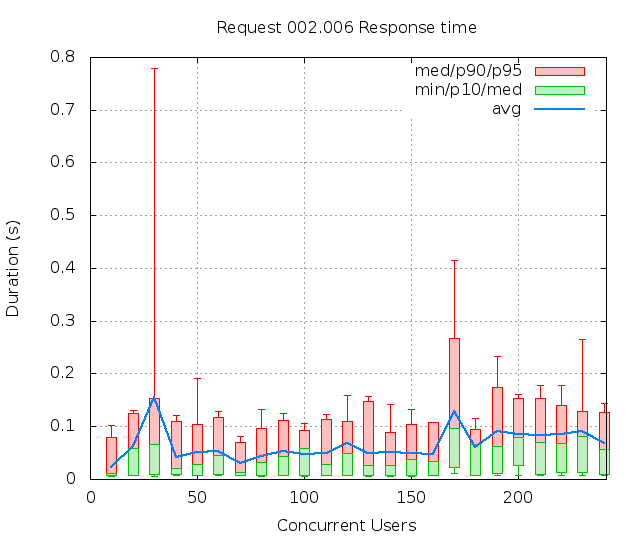 Request 002.006 Response time
med/p90/p95
min/p10/med
avg
0.8
0.7
0.6
0.5
0.4
0.3
0.2
0.1
0
Duration (s)
0 50 100 150 200
Concurrent Users